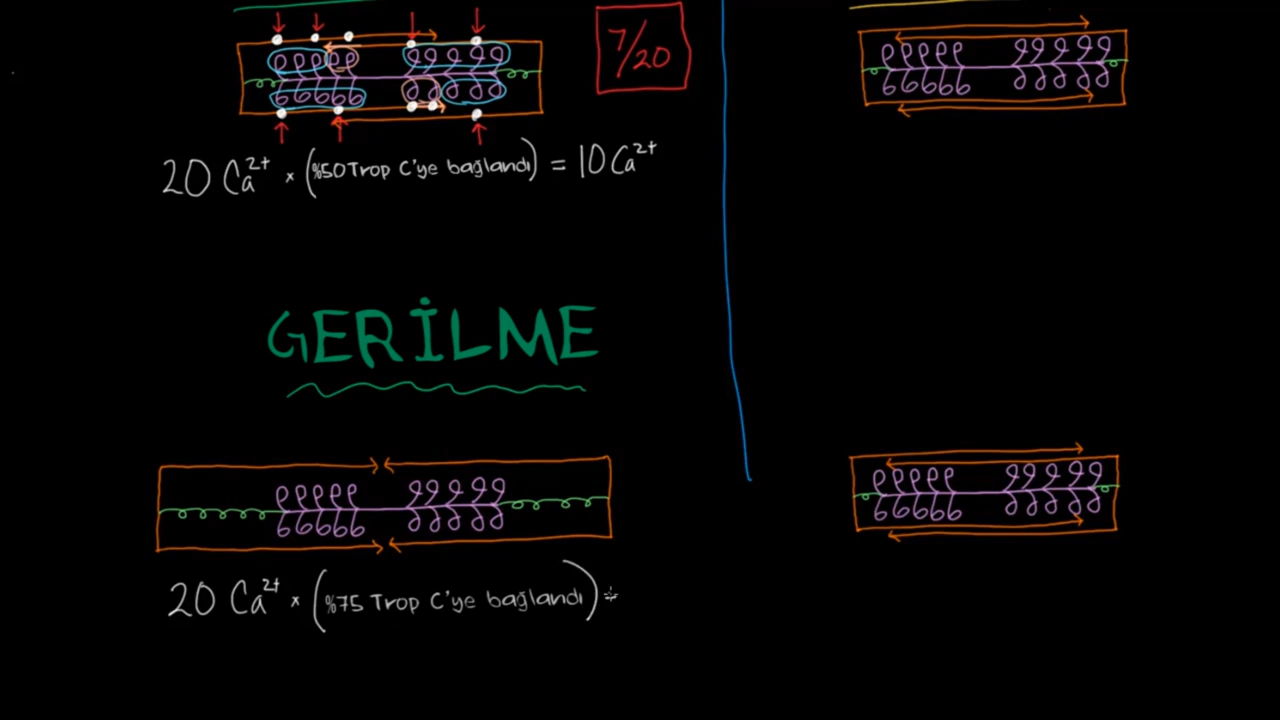 7/20
20 Ca²⁺ × (%50 Trop C'ye bağlandı) = 10 Ca²⁺
GERİLME
20 Ca²⁺ × (%75 Trop C'ye bağlandı) =